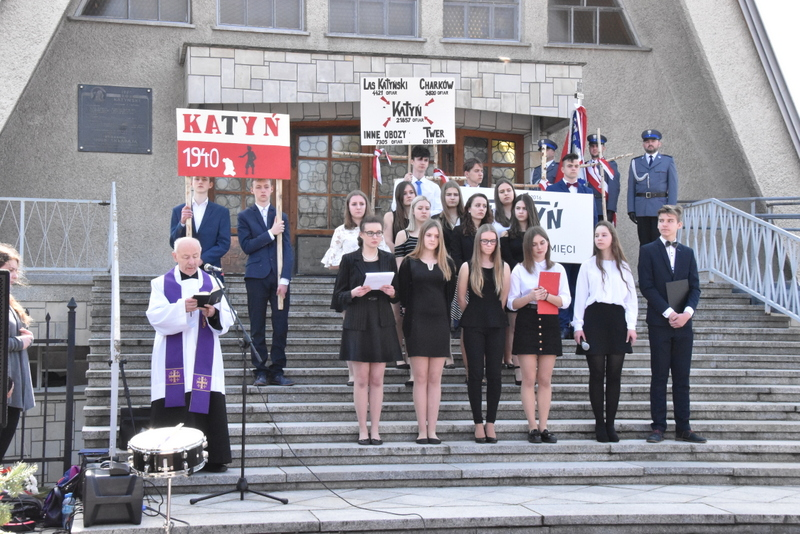 KATYŃ
1940
LAS KATYŃSKI CHARKÓW
4421 OFIAR 3820 OFIAR
KATYŃ
21857 OFIAR
INNE OBOZY TWER
7305 OFIAR 6311 OFIAR
TYŃ
MIĘCI